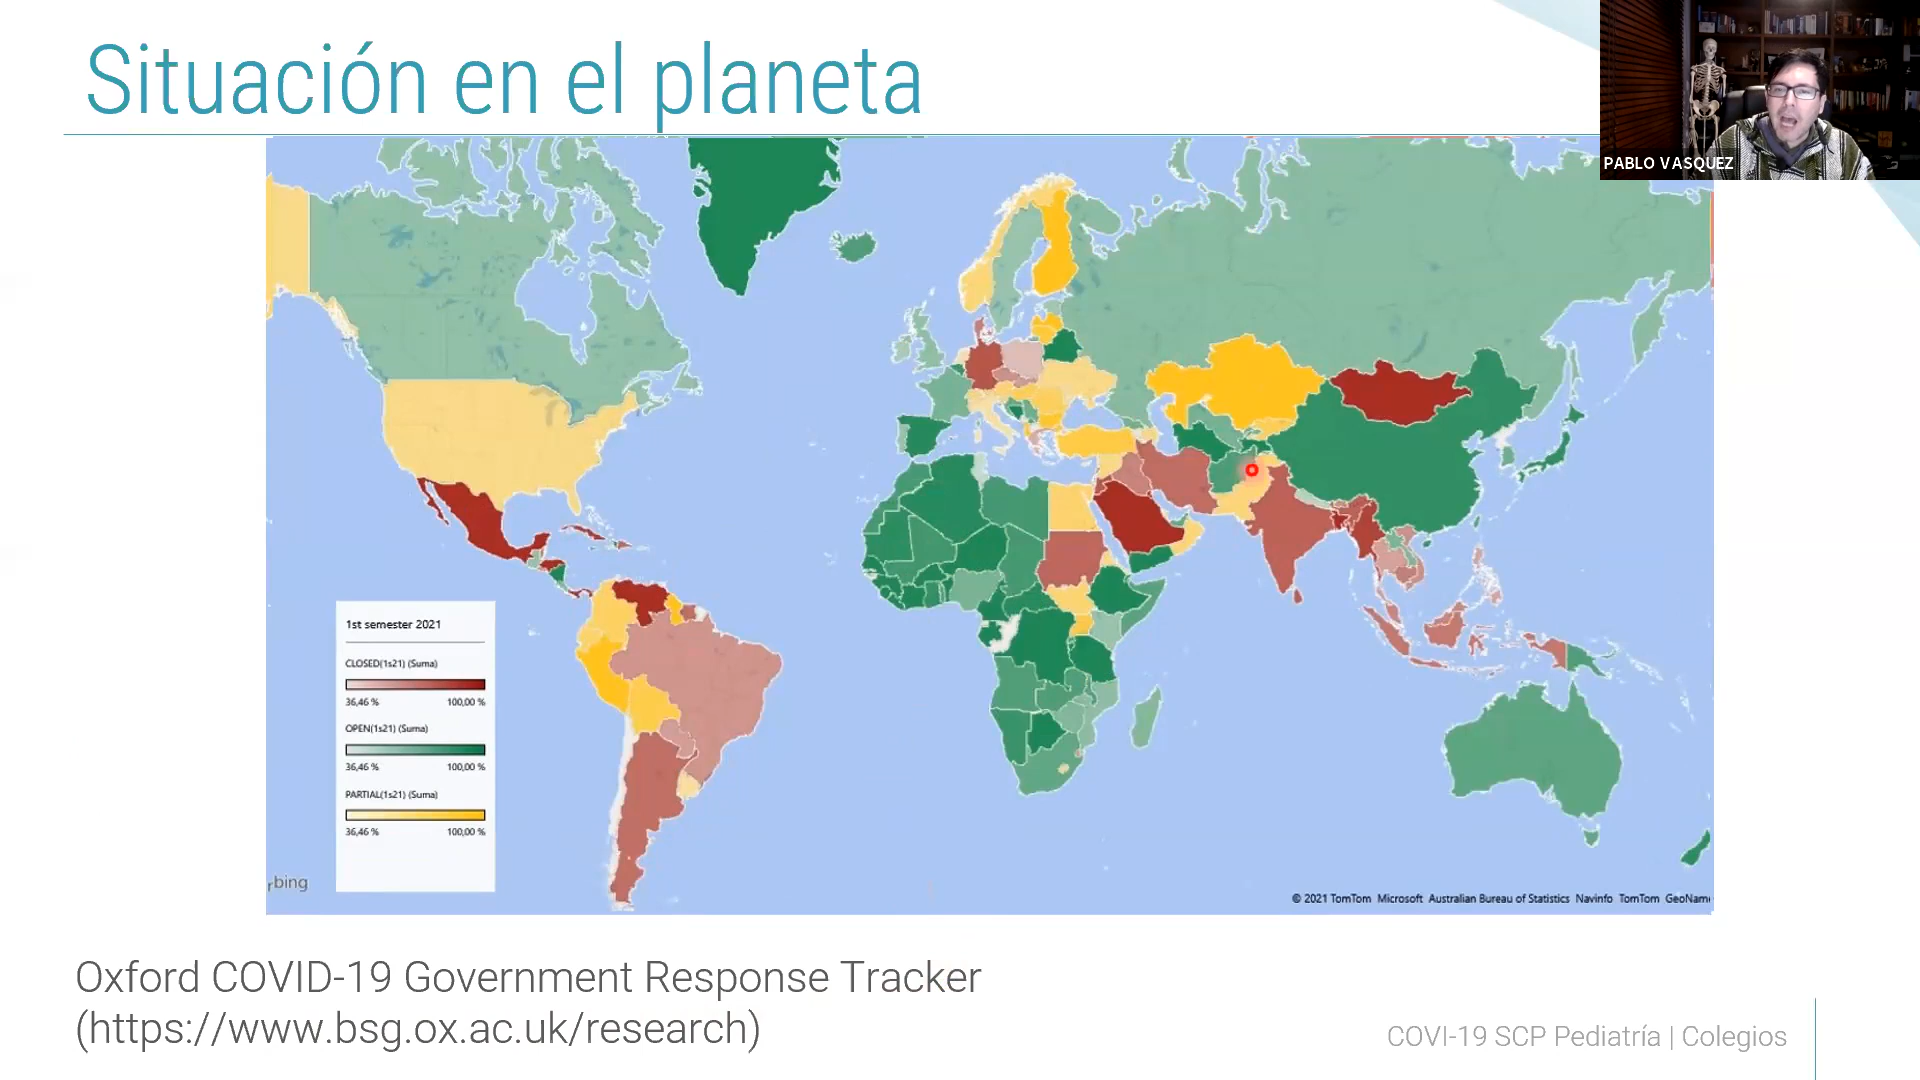 Situación en el planeta
PABLO VASQUEZ
1st semester 2021
CLOSED(1s21) (Suma)
36,46 % 100,00 %
OPEN(1s21) (Suma)
36,46 % 100,00 %
PARTIAL(1s21) (Suma)
36,46 % 100,00 %
bing
© 2021 TomTom Microsoft Australian Bureau of Statistics Navinfo TomTom GeoNam
Oxford COVID-19 Government Response Tracker
(https://www.bsg.ox.ac.uk/research)
COVI-19 SCP Pediatría | Colegios